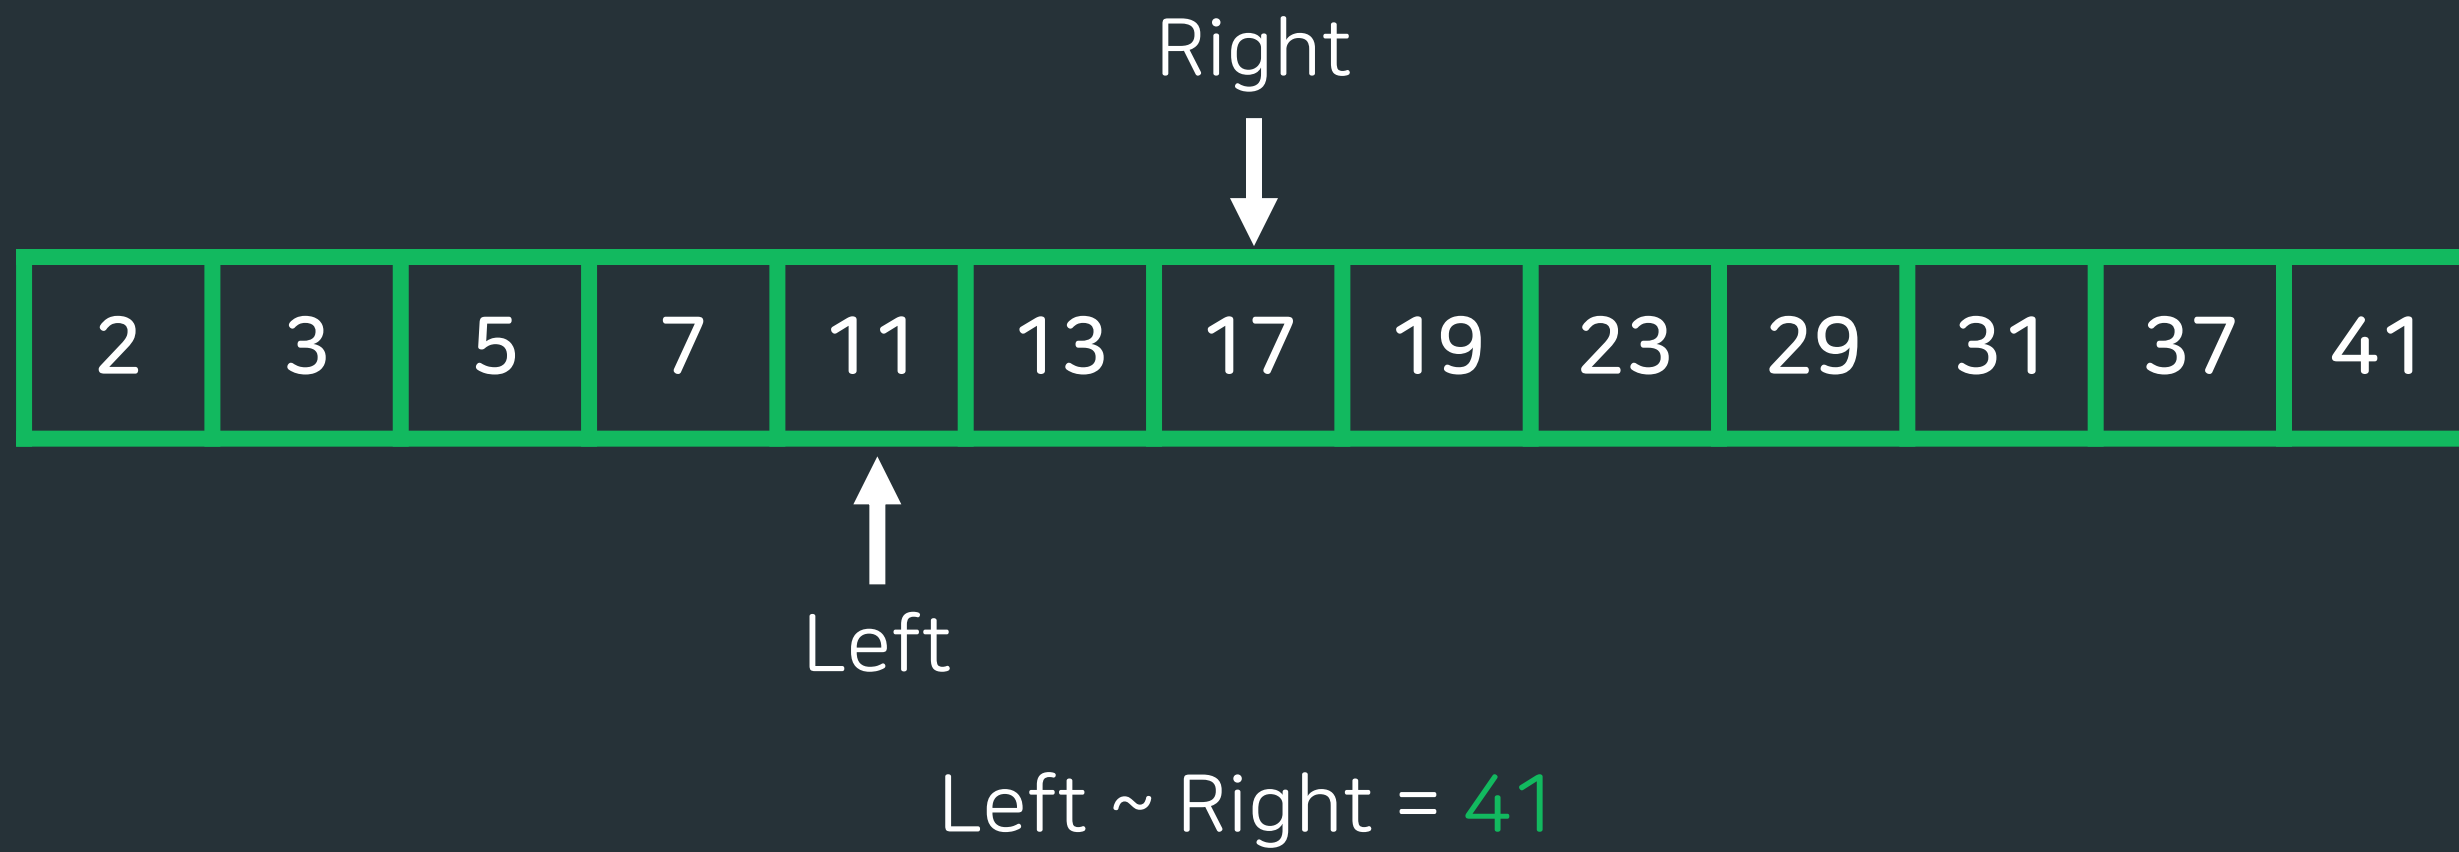 Right
2 3 5 7 11 13 17 19 23 29 31 37 41
Left
Left ~ Right = 41